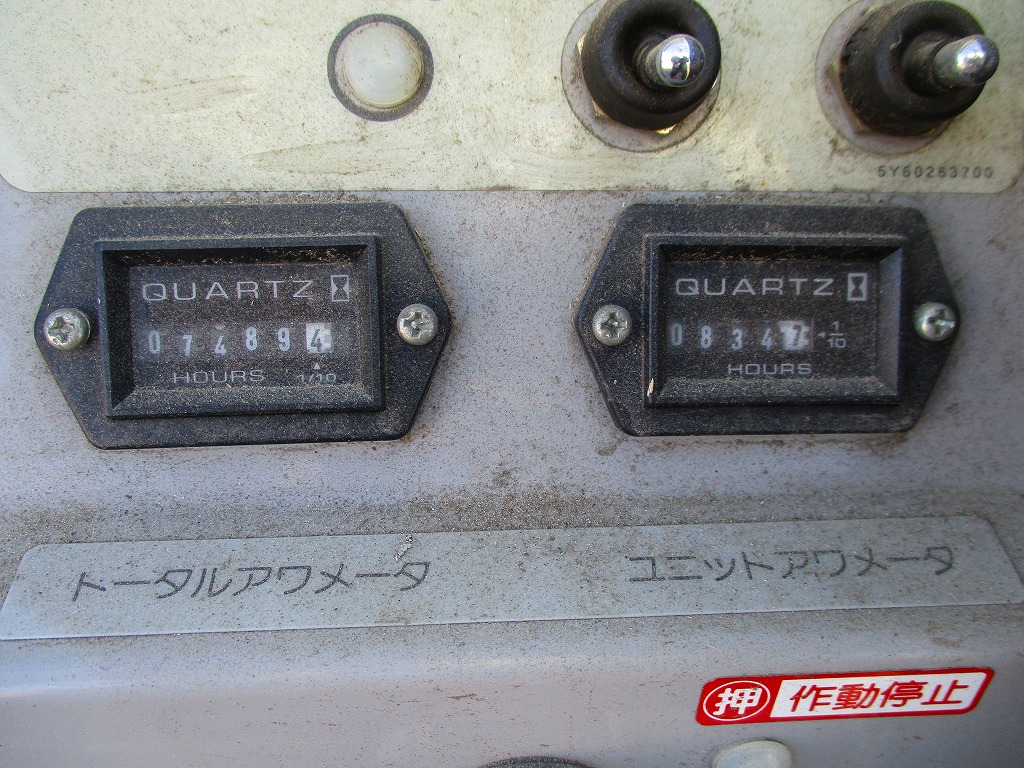 5Y60283700
QUARTZ
074894
HOURS 1/10
QUARTZ
08347 1/10
HOURS
トータルアワメータ
ユニットアワメータ
押 作動停止